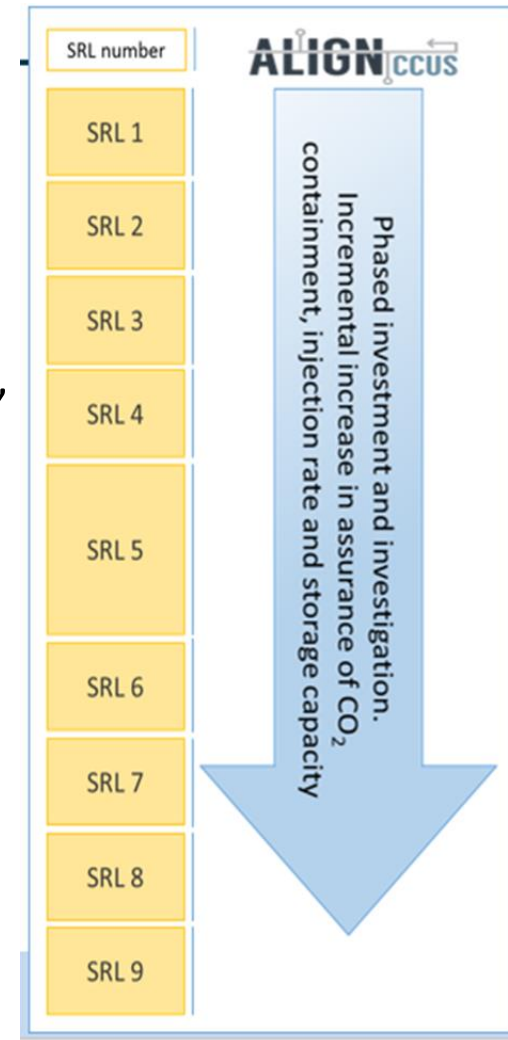 SRL number
ALIGN CCUS
SRL 1
SRL 2
SRL 3
SRL 4
SRL 5
SRL 6
SRL 7
SRL 8
SRL 9
Phased investment and investigation.
Incremental increase in assurance of CO₂
containment, injection rate and storage capacity